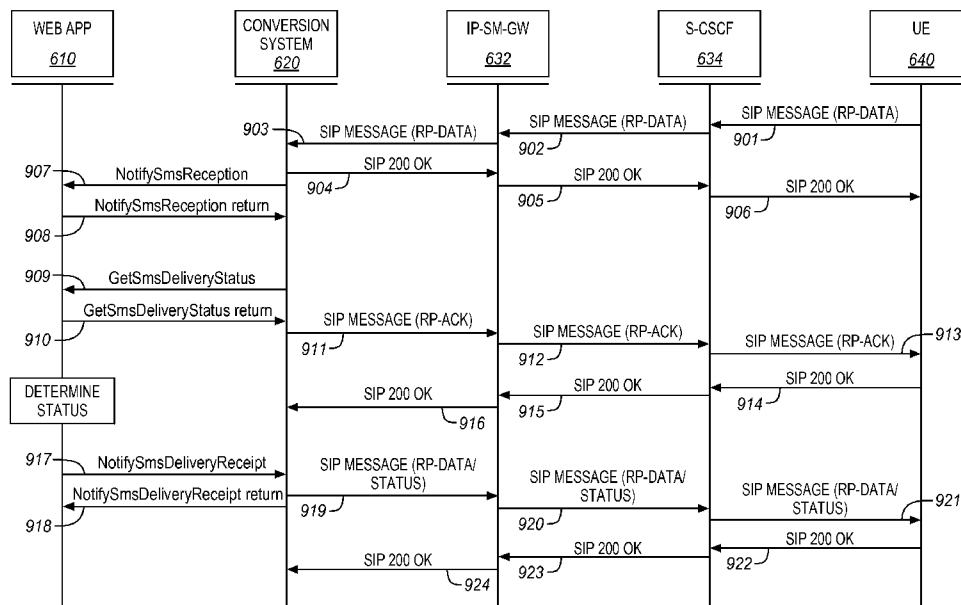 WEB APP
610
CONVERSION
SYSTEM
620
IP-SM-GW
632
S-CSCF
634
UE
640
SIP MESSAGE (RP-DATA)
901
SIP MESSAGE (RP-DATA)
902
903
SIP MESSAGE (RP-DATA)
SIP 200 OK
904
SIP 200 OK
905
SIP 200 OK
906
907
NotifySmsReception
NotifySmsReception return
908
909
GetSmsDeliveryStatus
GetSmsDeliveryStatus return
910
SIP MESSAGE (RP-ACK)
911
SIP MESSAGE (RP-ACK)
912
SIP MESSAGE (RP-ACK)
913
SIP 200 OK
914
SIP 200 OK
915
SIP 200 OK
916
DETERMINE
STATUS
917
NotifySmsDeliveryReceipt
NotifySmsDeliveryReceipt return
918
SIP MESSAGE (RP-DATA/
STATUS)
919
SIP MESSAGE (RP-DATA/
STATUS)
920
SIP MESSAGE (RP-DATA/
STATUS)
921
SIP 200 OK
922
SIP 200 OK
923
SIP 200 OK
924